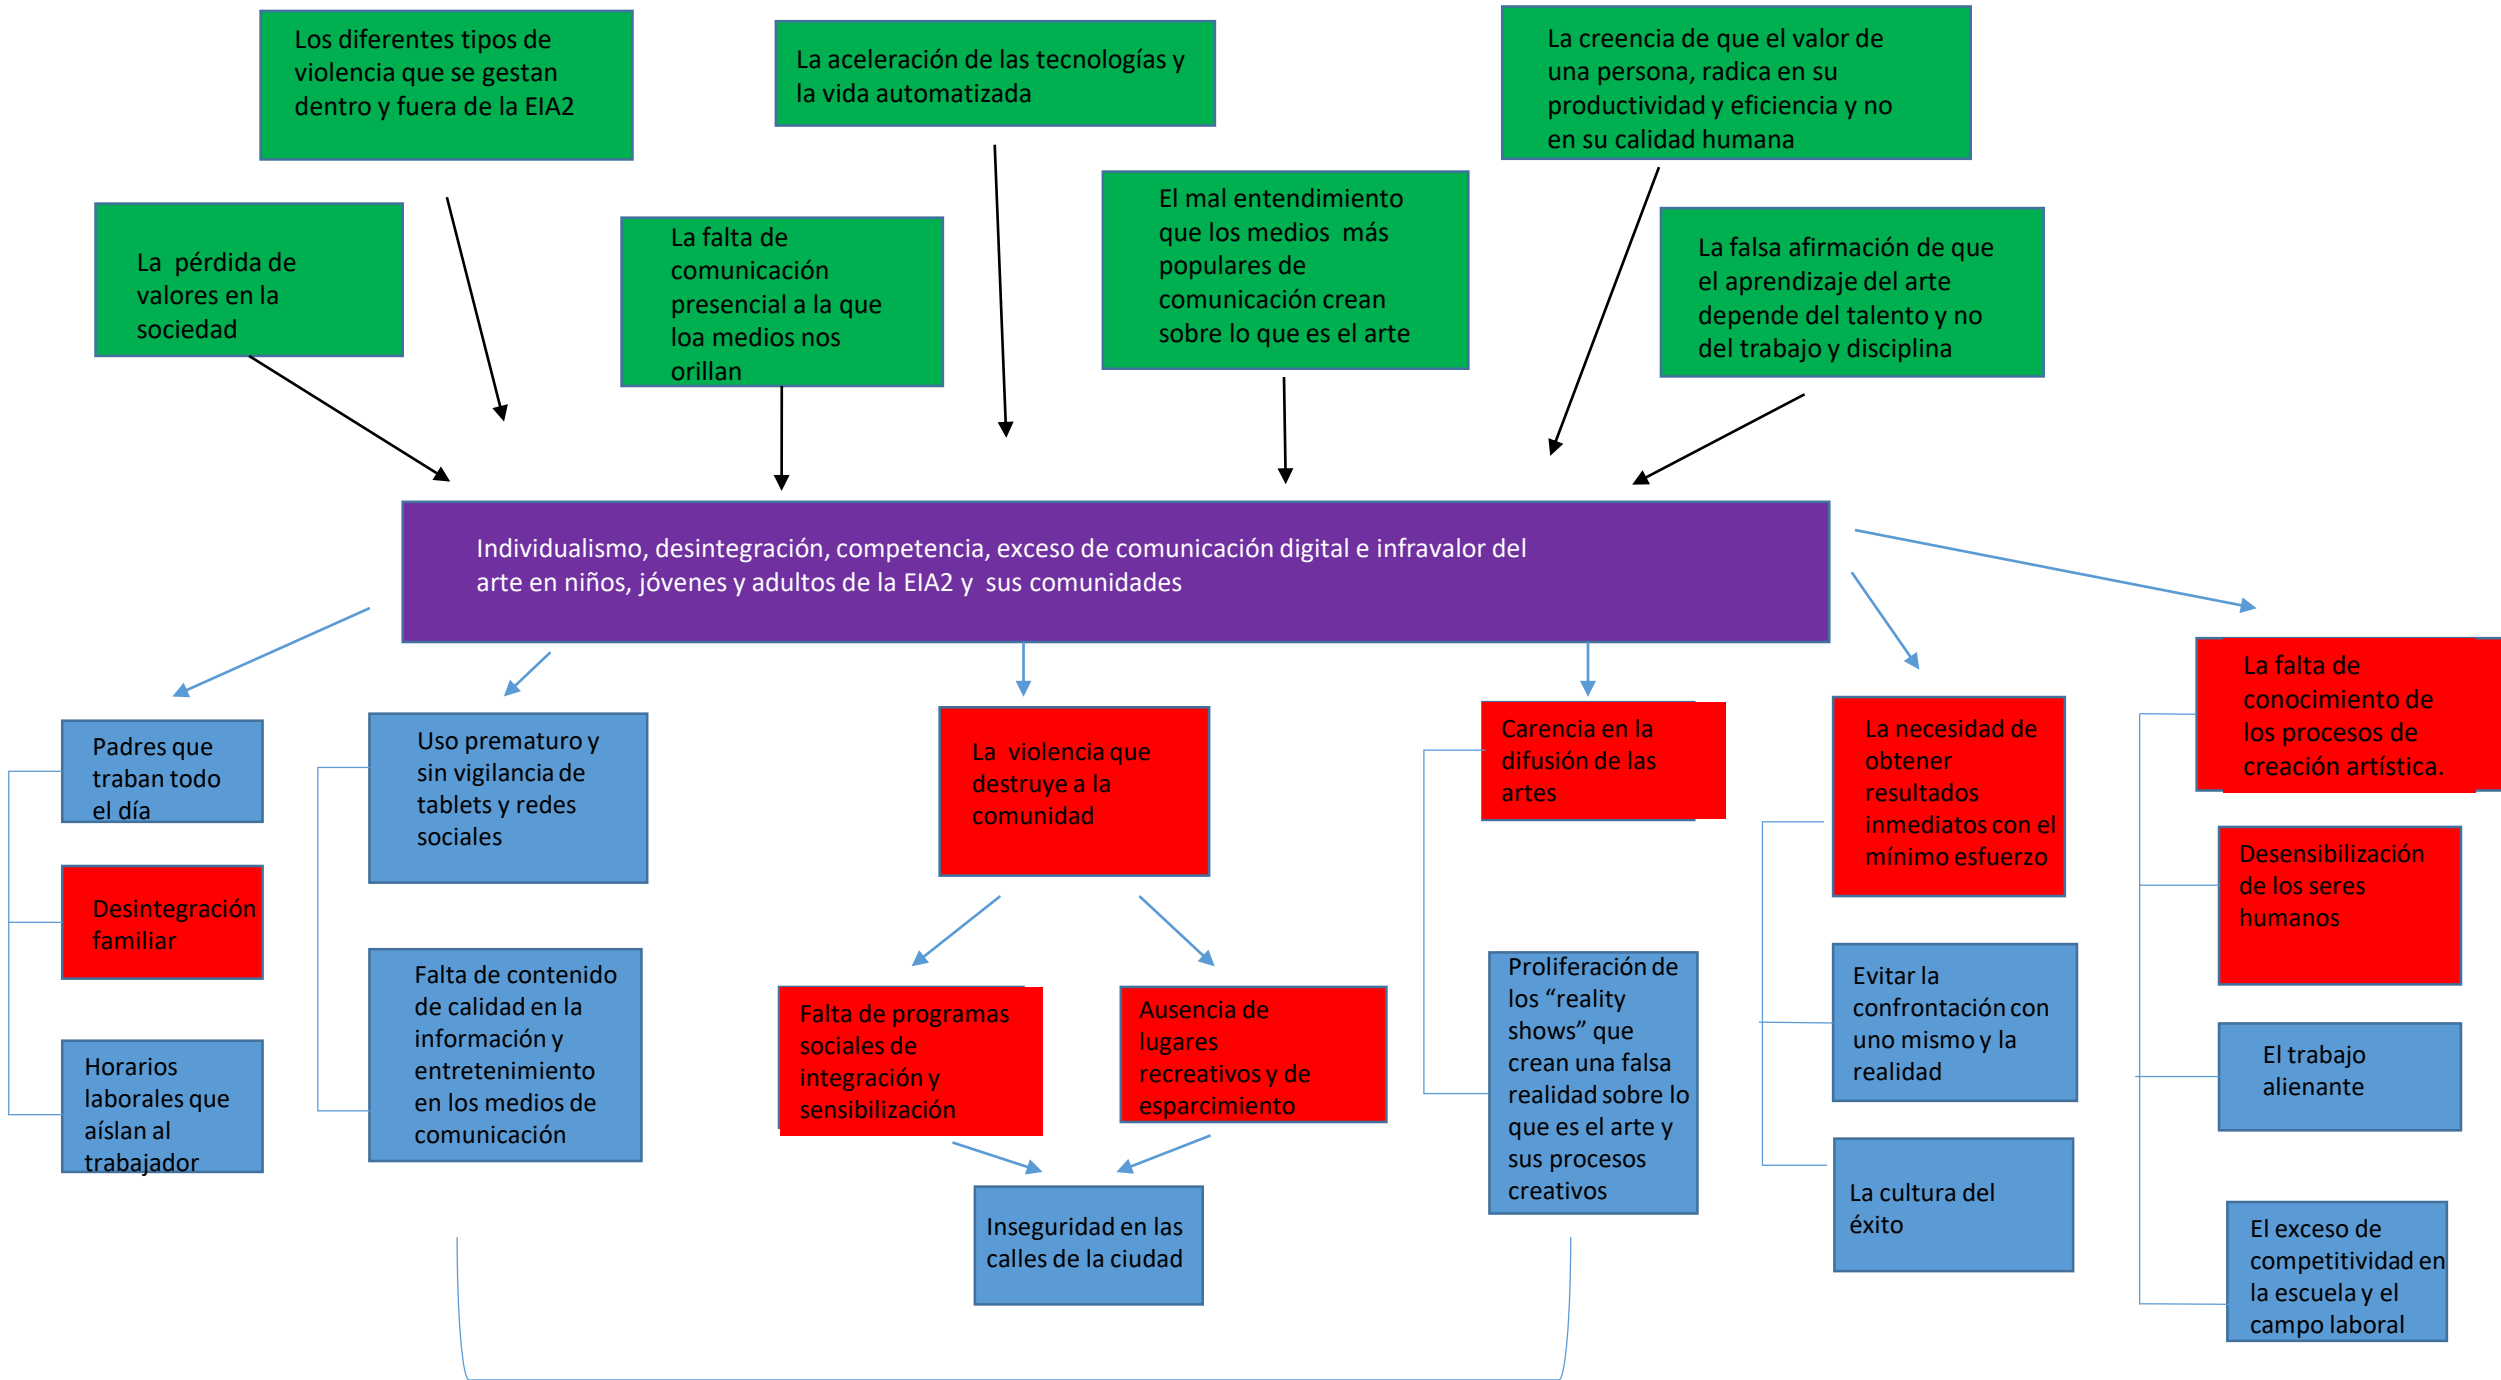 Los diferentes tipos de
violencia que se gestan
dentro y fuera de la EIA2
La aceleración de las tecnologías y
la vida automatizada
La creencia de que el valor de
una persona, radica en su
productividad y eficiencia y no
en su calidad humana
La  pérdida de
valores en la
sociedad
La falta de
comunicación
presencial a la que
loa medios nos
orillan
El mal entendimiento
que los medios  más
populares de
comunicación crean
sobre lo que es el arte
La falsa afirmación de que
el aprendizaje del arte
depende del talento y no
del trabajo y disciplina
Individualismo, desintegración, competencia, exceso de comunicación digital e infravalor del
arte en niños, jóvenes y adultos de la EIA2 y  sus comunidades
Padres que
traban todo
el día
Desintegración
familiar
Horarios
laborales que
aíslan al
trabajador
Uso prematuro y
sin vigilancia de
tablets y redes
sociales
Falta de contenido
de calidad en la
información y
entretenimiento
en los medios de
comunicación
La  violencia que
destruye a la
comunidad
Falta de programas
sociales de
integración y
sensibilización
Ausencia de
lugares
recreativos y de
esparcimiento
Inseguridad en las
calles de la ciudad
Carencia en la
difusión de las
artes
Proliferación de
los “reality
shows” que
crean una falsa
realidad sobre lo
que es el arte y
sus procesos
creativos
La necesidad de
obtener
resultados
inmediatos con el
mínimo esfuerzo
Evitar la
confrontación con
uno mismo y la
realidad
La cultura del
éxito
La falta de
conocimiento de
los procesos de
creación artística.
Desensibilización
de los seres
humanos
El trabajo
alienante
El exceso de
competitividad en
la escuela y el
campo laboral